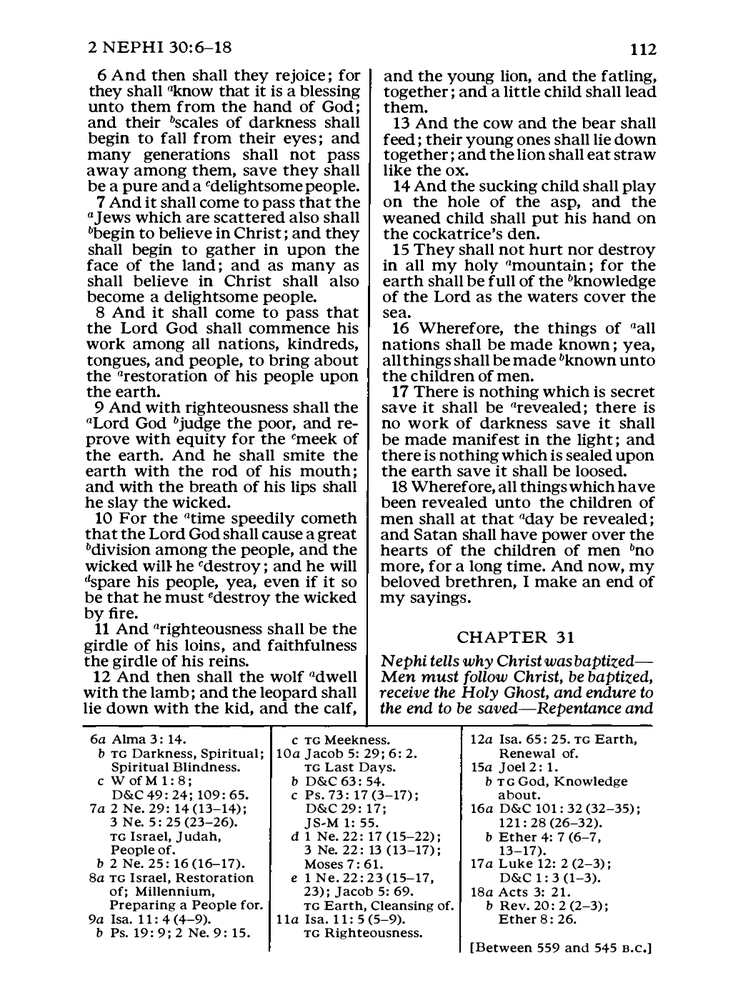 2 NEPHI 30:6–18
112
6 And then shall they rejoice; for
they shall aknow that it is a blessing
unto them from the hand of God;
and their bscales of darkness shall
begin to fall from their eyes; and
many generations shall not pass
away among them, save they shall
be a pure and a cdelightsome people.
7 And it shall come to pass that the
aJews which are scattered also shall
bbegin to believe in Christ; and they
shall begin to gather in upon the
face of the land; and as many as
shall believe in Christ shall also
become a delightsome people.
8 And it shall come to pass that
the Lord God shall commence his
work among all nations, kindreds,
tongues, and people, to bring about
the arestoration of his people upon
the earth.
9 And with righteousness shall the
aLord God bjudge the poor, and re-
prove with equity for the cmeek of
the earth. And he shall smite the
earth with the rod of his mouth;
and with the breath of his lips shall
he slay the wicked.
10 For the atime speedily cometh
that the Lord God shall cause a great
bdivision among the people, and the
wicked will he cdestroy; and he will
dspare his people, yea, even if it so
be that he must edestroy the wicked
by fire.
11 And arighteousness shall be the
girdle of his loins, and faithfulness
the girdle of his reins.
12 And then shall the wolf adwell
with the lamb; and the leopard shall
lie down with the kid, and the calf,
and the young lion, and the fatling,
together; and a little child shall lead
them.
13 And the cow and the bear shall
feed; their young ones shall lie down
together; and the lion shall eat straw
like the ox.
14 And the sucking child shall play
on the hole of the asp, and the
weaned child shall put his hand on
the cockatrice's den.
15 They shall not hurt nor destroy
in all my holy amountain; for the
earth shall be full of the bknowledge
of the Lord as the waters cover the
sea.
16 Wherefore, the things of aall
nations shall be made known; yea,
all things shall be made bknown unto
the children of men.
17 There is nothing which is secret
save it shall be arevealed; there is
no work of darkness save it shall
be made manifest in the light; and
there is nothing which is sealed upon
the earth save it shall be loosed.
18 Wherefore, all things which have
been revealed unto the children of
men shall at that aday be revealed;
and Satan shall have power over the
hearts of the children of men bno
more, for a long time. And now, my
beloved brethren, I make an end of
my sayings.
CHAPTER 31
Nephi tells why Christ was baptized—
Men must follow Christ, be baptized,
receive the Holy Ghost, and endure to
the end to be saved—Repentance and
6a Alma 3: 14.
b TG Darkness, Spiritual;
Spiritual Blindness.
c W of M 1: 8;
D&C 49: 24; 109: 65.
7a 2 Ne. 29: 14 (13–14);
3 Ne. 5: 25 (23–26).
TG Israel, Judah,
People of.
b 2 Ne. 25: 16 (16–17).
8a TG Israel, Restoration
of; Millennium,
Preparing a People for.
9a Isa. 11: 4 (4–9).
b Ps. 19: 9; 2 Ne. 9: 15.
c TG Meekness.
10a Jacob 5: 29; 6: 2.
TG Last Days.
b D&C 63: 54.
c Ps. 73: 17 (3–17);
D&C 29: 17;
JS-M 1: 55.
d 1 Ne. 22: 17 (15–22);
3 Ne. 22: 13 (13–17);
Moses 7: 61.
e 1 Ne. 22: 23 (15–17,
23); Jacob 5: 69.
TG Earth, Cleansing of.
11a Isa. 11: 5 (5–9).
TG Righteousness.
12a Isa. 65: 25. TG Earth,
Renewal of.
15a Joel 2: 1.
b TG God, Knowledge
about.
16a D&C 101: 32 (32–35);
121: 28 (26–32).
b Ether 4: 7 (6–7,
13–17).
17a Luke 12: 2 (2–3);
D&C 1: 3 (1–3).
18a Acts 3: 21.
b Rev. 20: 2 (2–3);
Ether 8: 26.
[Between 559 and 545 B.C.]